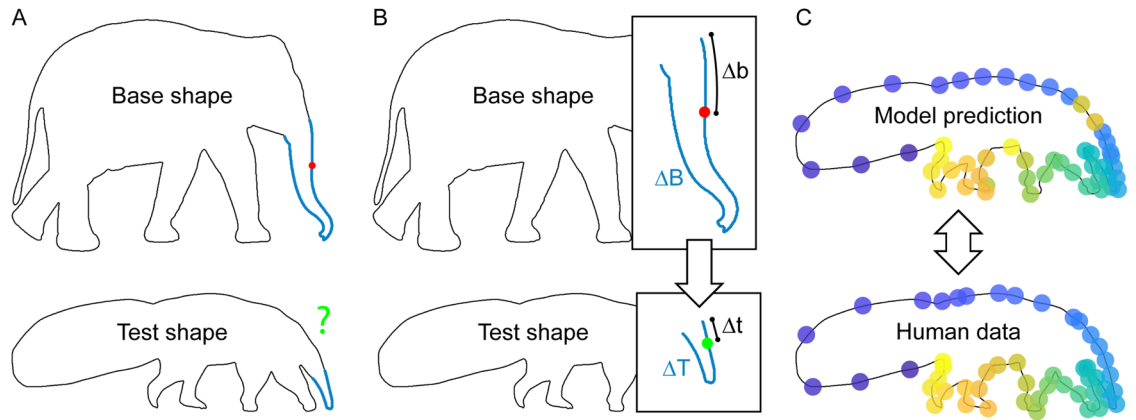 A
Base shape
Test shape
?
B
Base shape
Δb
ΔB
Test shape
Δt
ΔT
C
Model prediction
Human data